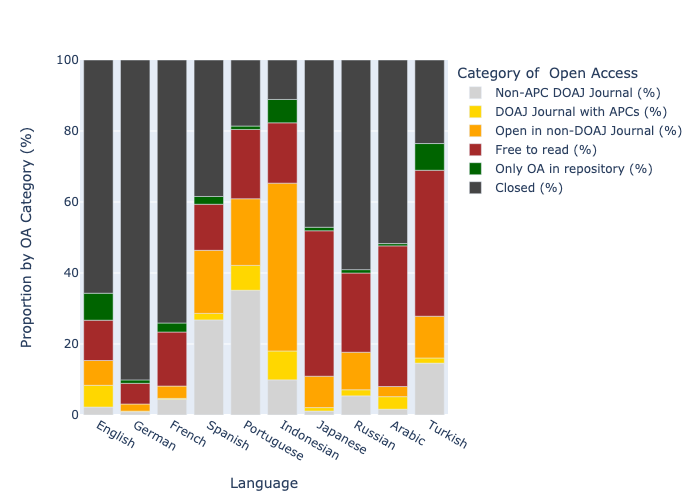 Category of  Open Access
Non-APC DOAJ Journal (%)
DOAJ Journal with APCs (%)
Open in non-DOAJ Journal (%)
Free to read (%)
Only OA in repository (%)
Closed (%)
Proportion by OA Category (%)
100
80
60
40
20
0
English
German
French
Spanish
Portuguese
Indonesian
Japanese
Russian
Arabic
Turkish
Language